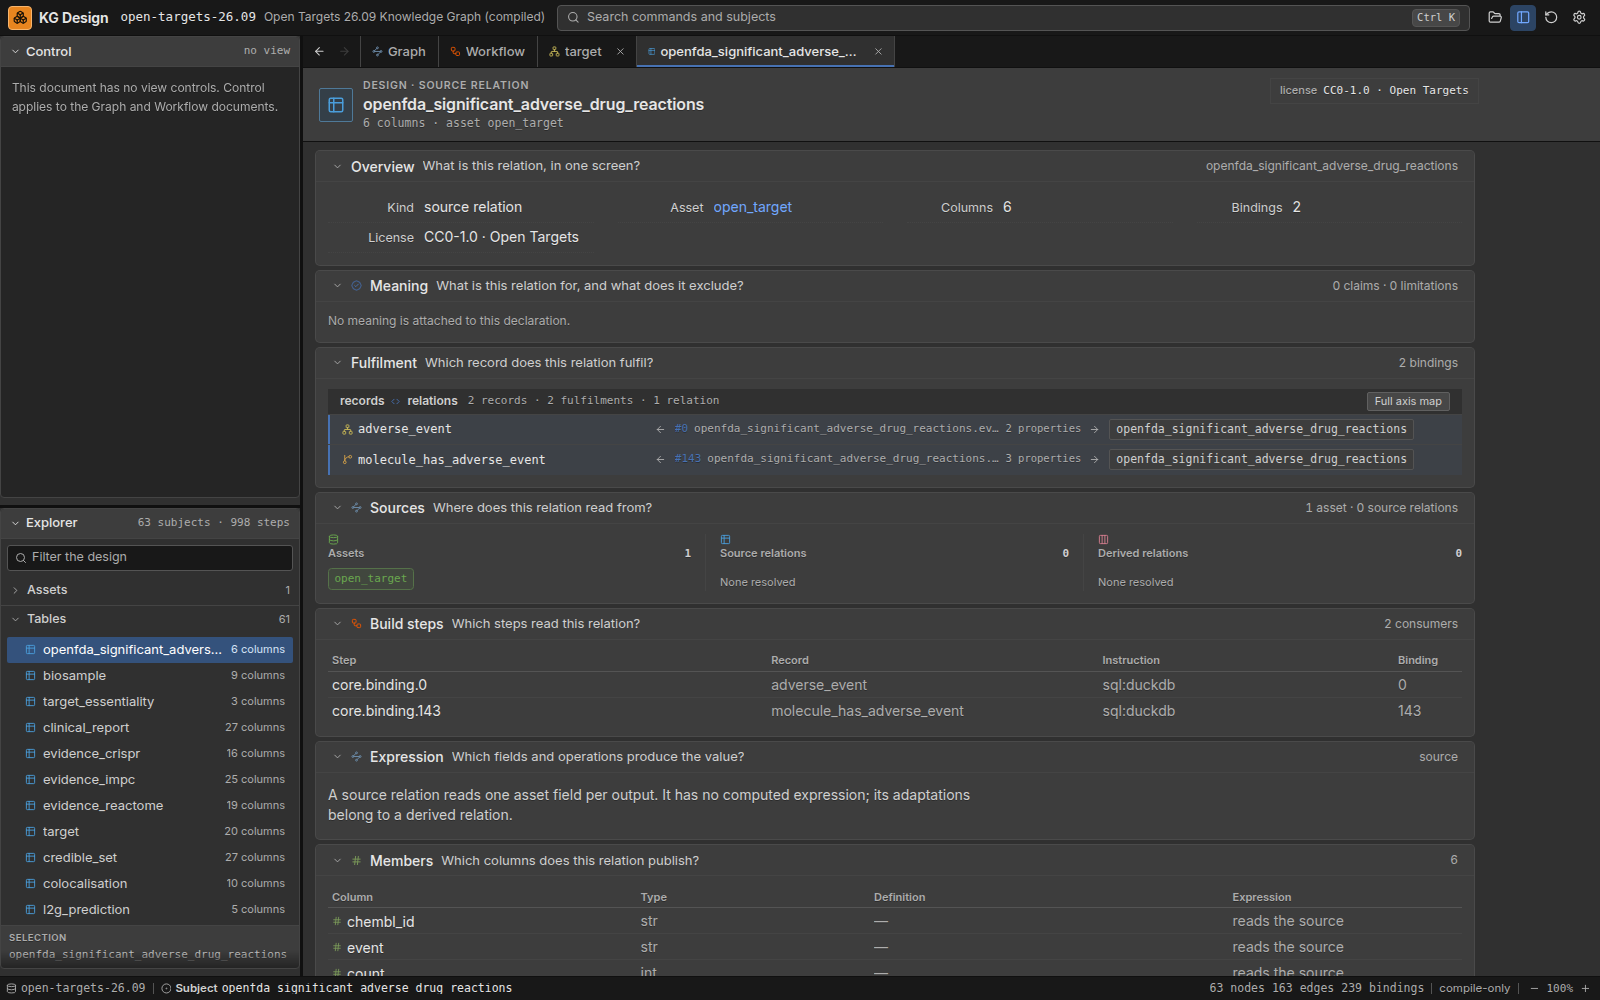 KG Design open-targets-26.09 Open Targets 26.09 Knowledge Graph (compiled) Search commands and subjects Ctrl K
Control no view
This document has no view controls. Control
applies to the Graph and Workflow documents.
Explorer 63 subjects · 998 steps
Filter the design
Assets 1
Tables 61
openfda_significant_advers... 6 columns
biosample 9 columns
target_essentiality 3 columns
clinical_report 27 columns
evidence_crispr 16 columns
evidence_impc 25 columns
evidence_reactome 19 columns
target 20 columns
credible_set 27 columns
colocalisation 10 columns
l2g_prediction 5 columns
SELECTION
openfda_significant_adverse_drug_reactions
Graph Workflow target openfda_significant_adverse_...
DESIGN · SOURCE RELATION
openfda_significant_adverse_drug_reactions
6 columns · asset open_target
license CC0-1.0 · Open Targets
Overview What is this relation, in one screen? openfda_significant_adverse_drug_reactions
Kind source relation Asset open_target Columns 6 Bindings 2
License CC0-1.0 · Open Targets
Meaning What is this relation for, and what does it exclude? 0 claims · 0 limitations
No meaning is attached to this declaration.
Fulfilment Which record does this relation fulfil? 2 bindings
records <> relations 2 records · 2 fulfilments · 1 relation Full axis map
adverse_event ← #0 openfda_significant_adverse_drug_reactions.ev… 2 properties → openfda_significant_adverse_drug_reactions
molecule_has_adverse_event ← #143 openfda_significant_adverse_drug_reactions.… 3 properties → openfda_significant_adverse_drug_reactions
Sources Where does this relation read from? 1 asset · 0 source relations
Assets 1 Source relations 0 Derived relations 0
open_target None resolved None resolved
Build steps Which steps read this relation? 2 consumers
Step Record Instruction Binding
core.binding.0 adverse_event sql:duckdb 0
core.binding.143 molecule_has_adverse_event sql:duckdb 143
Expression Which fields and operations produce the value? source
A source relation reads one asset field per output. It has no computed expression; its adaptations
belong to a derived relation.
Members Which columns does this relation publish? 6
Column Type Definition Expression
# chembl_id str — reads the source
# event str — reads the source
# count int — reads the source
open-targets-26.09 Subject openfda_significant_adverse_drug_reactions 63 nodes 163 edges 239 bindings compile-only − 100% +